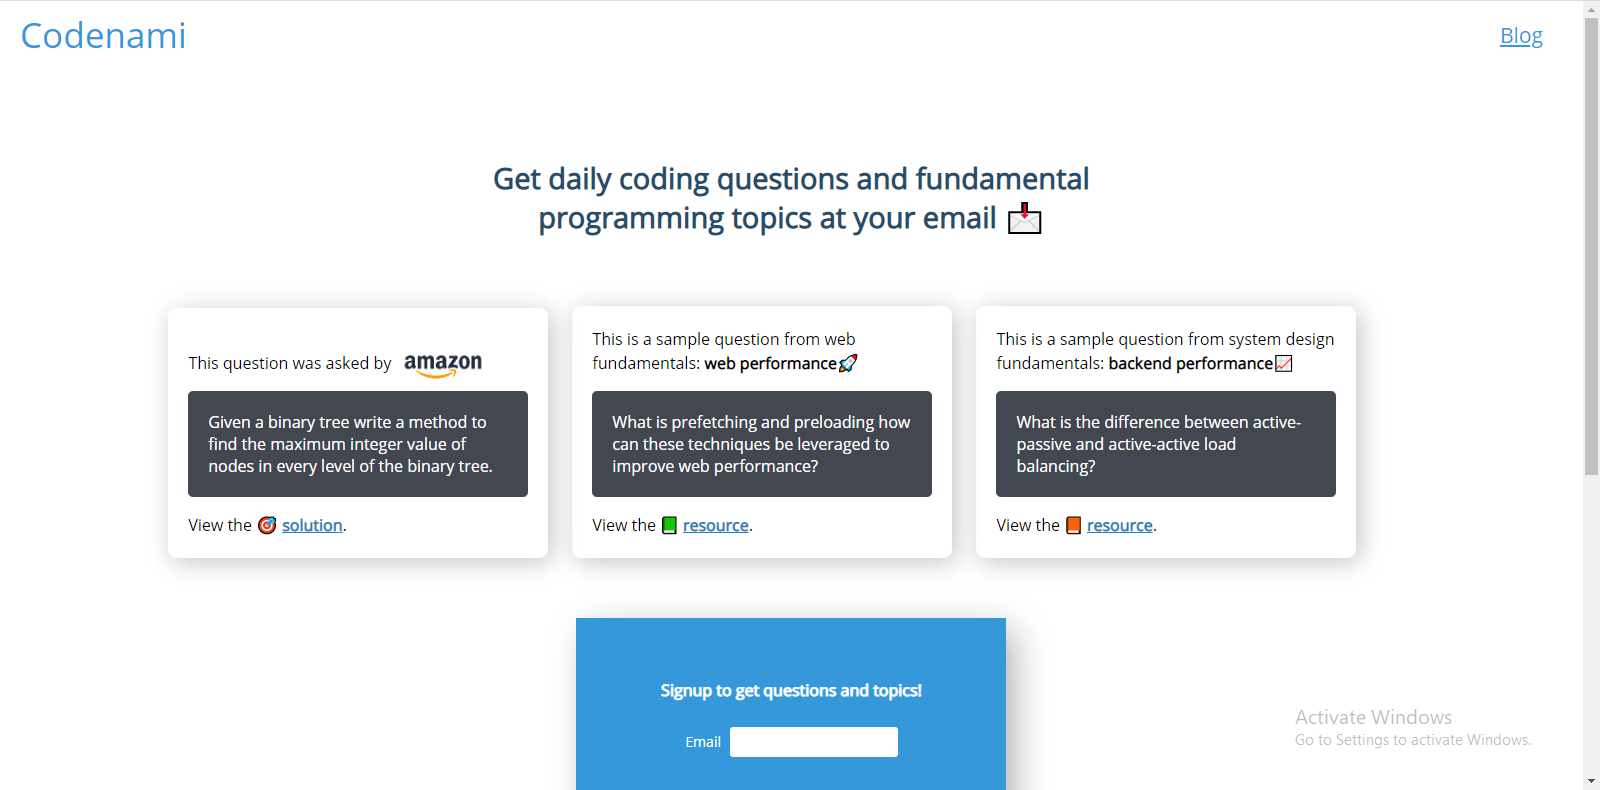 Codenami
Blog
Get daily coding questions and fundamental
programming topics at your email
This question was asked by amazon
Given a binary tree write a method to
find the maximum integer value of
nodes in every level of the binary tree.
View the solution.
This is a sample question from web
fundamentals: web performance
What is prefetching and preloading how
can these techniques be leveraged to
improve web performance?
View the resource.
This is a sample question from system design
fundamentals: backend performance
What is the difference between active-
passive and active-active load
balancing?
View the resource.
Signup to get questions and topics!
Email
Activate Windows
Go to Settings to activate Windows.